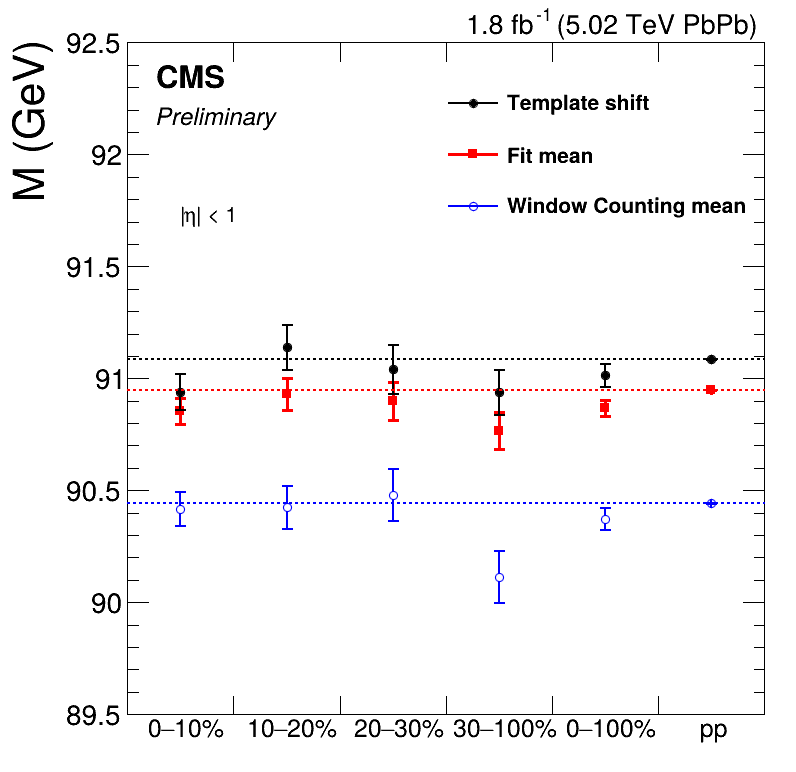 1.8 fb⁻¹ (5.02 TeV PbPb)
M (GeV)
92.5
92
91.5
91
90.5
90
89.5
CMS
Preliminary
|η| < 1
Template shift
Fit mean
Window Counting mean
0–10% 10–20% 20–30% 30–100% 0–100% pp